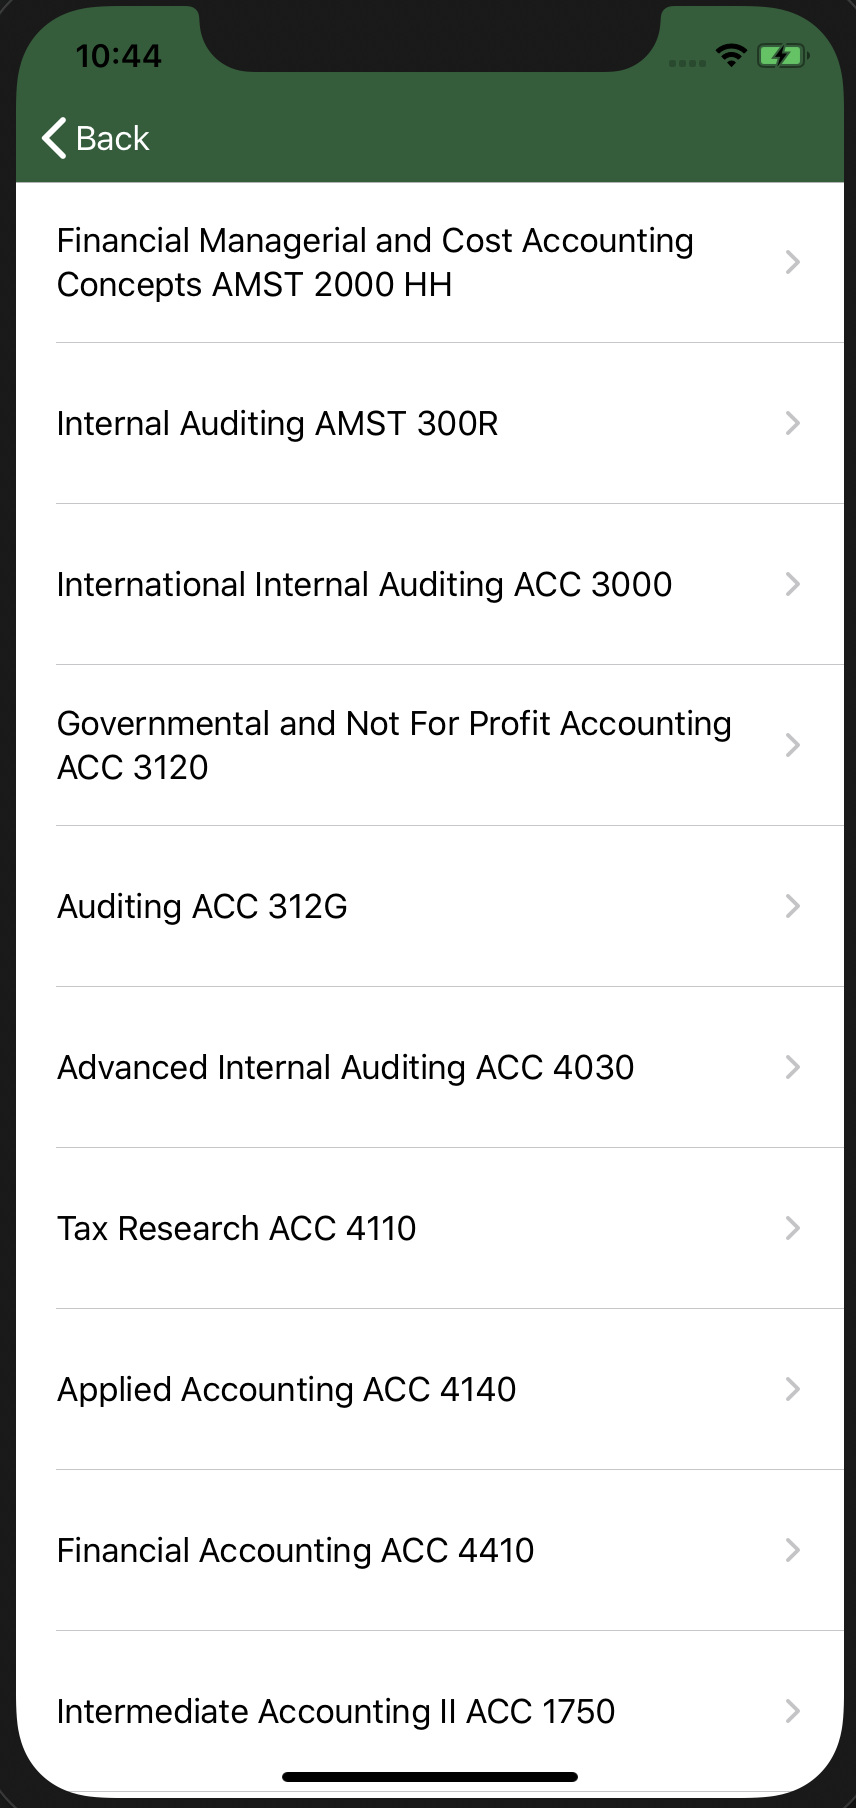 10:44
Back
Financial Managerial and Cost Accounting
Concepts AMST 2000 HH
Internal Auditing AMST 300R
International Internal Auditing ACC 3000
Governmental and Not For Profit Accounting
ACC 3120
Auditing ACC 312G
Advanced Internal Auditing ACC 4030
Tax Research ACC 4110
Applied Accounting ACC 4140
Financial Accounting ACC 4410
Intermediate Accounting II ACC 1750